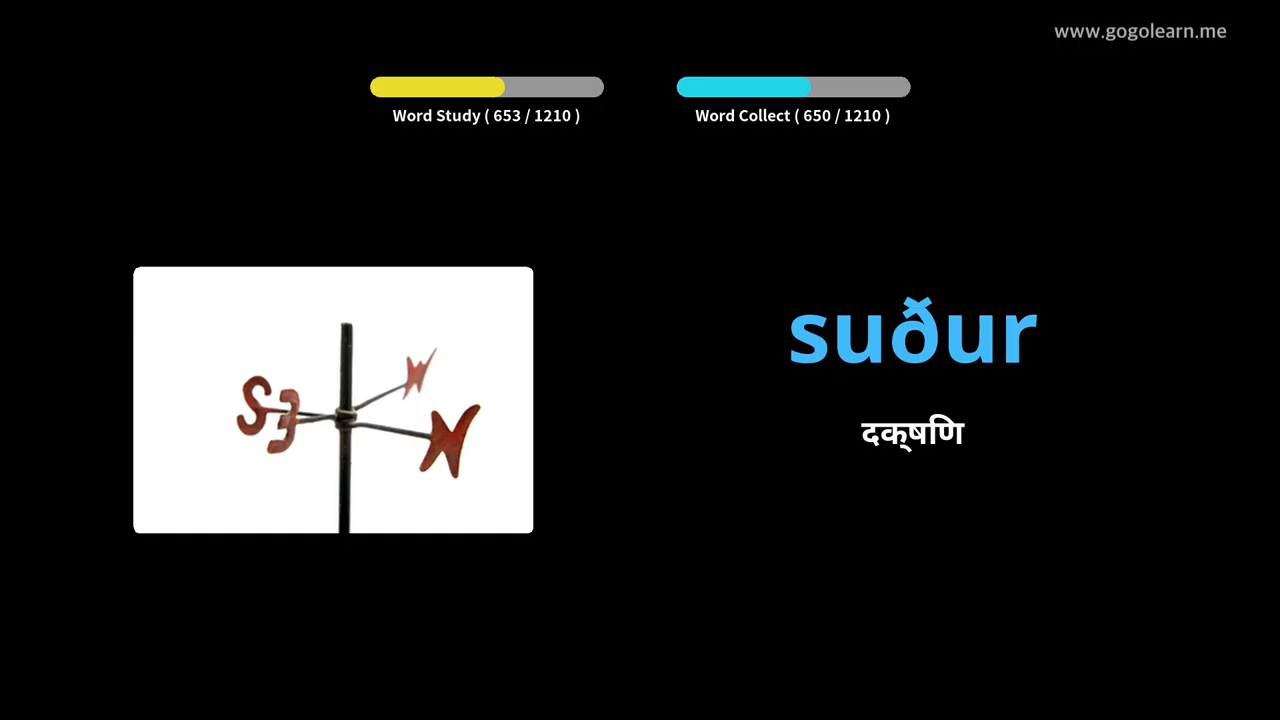 www.gogolearn.me
Word Study ( 653 / 1210 )
Word Collect ( 650 / 1210 )
suður
दक्षिण
S E W N